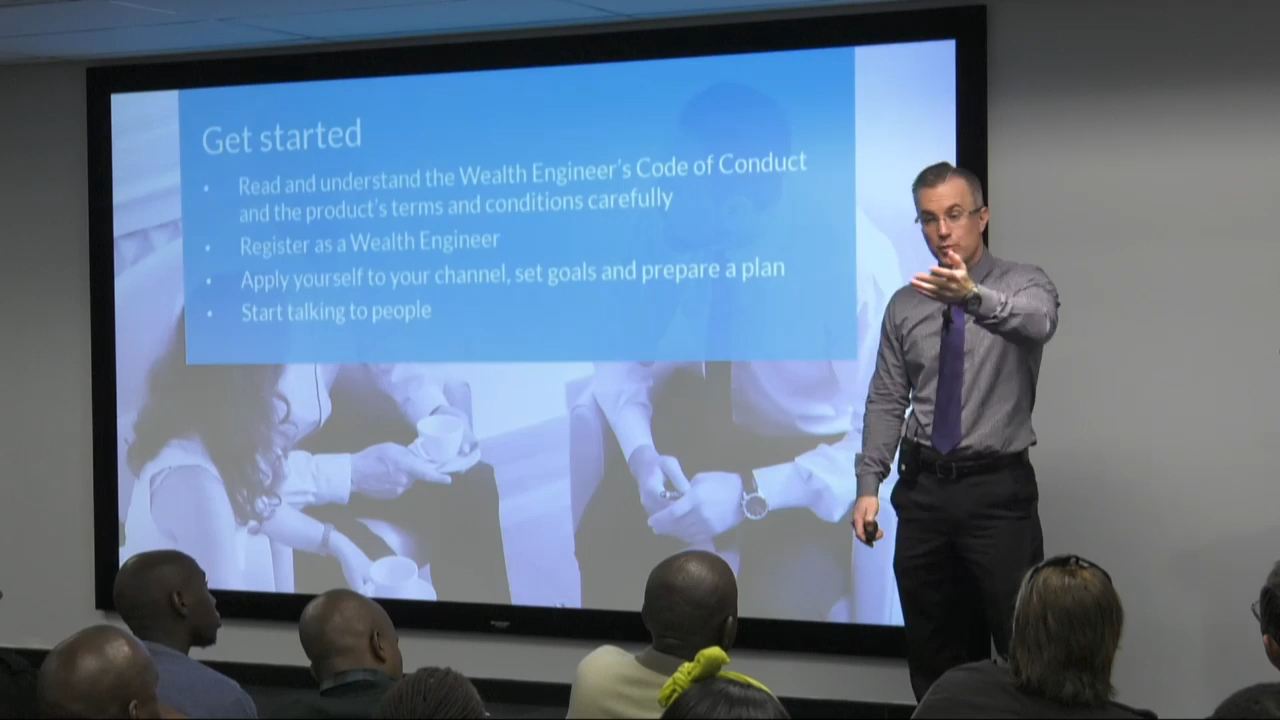 Get started
• Read and understand the Wealth Engineer's Code of Conduct
and the product's terms and conditions carefully
• Register as a Wealth Engineer
• Apply yourself to your channel, set goals and prepare a plan
• Start talking to people